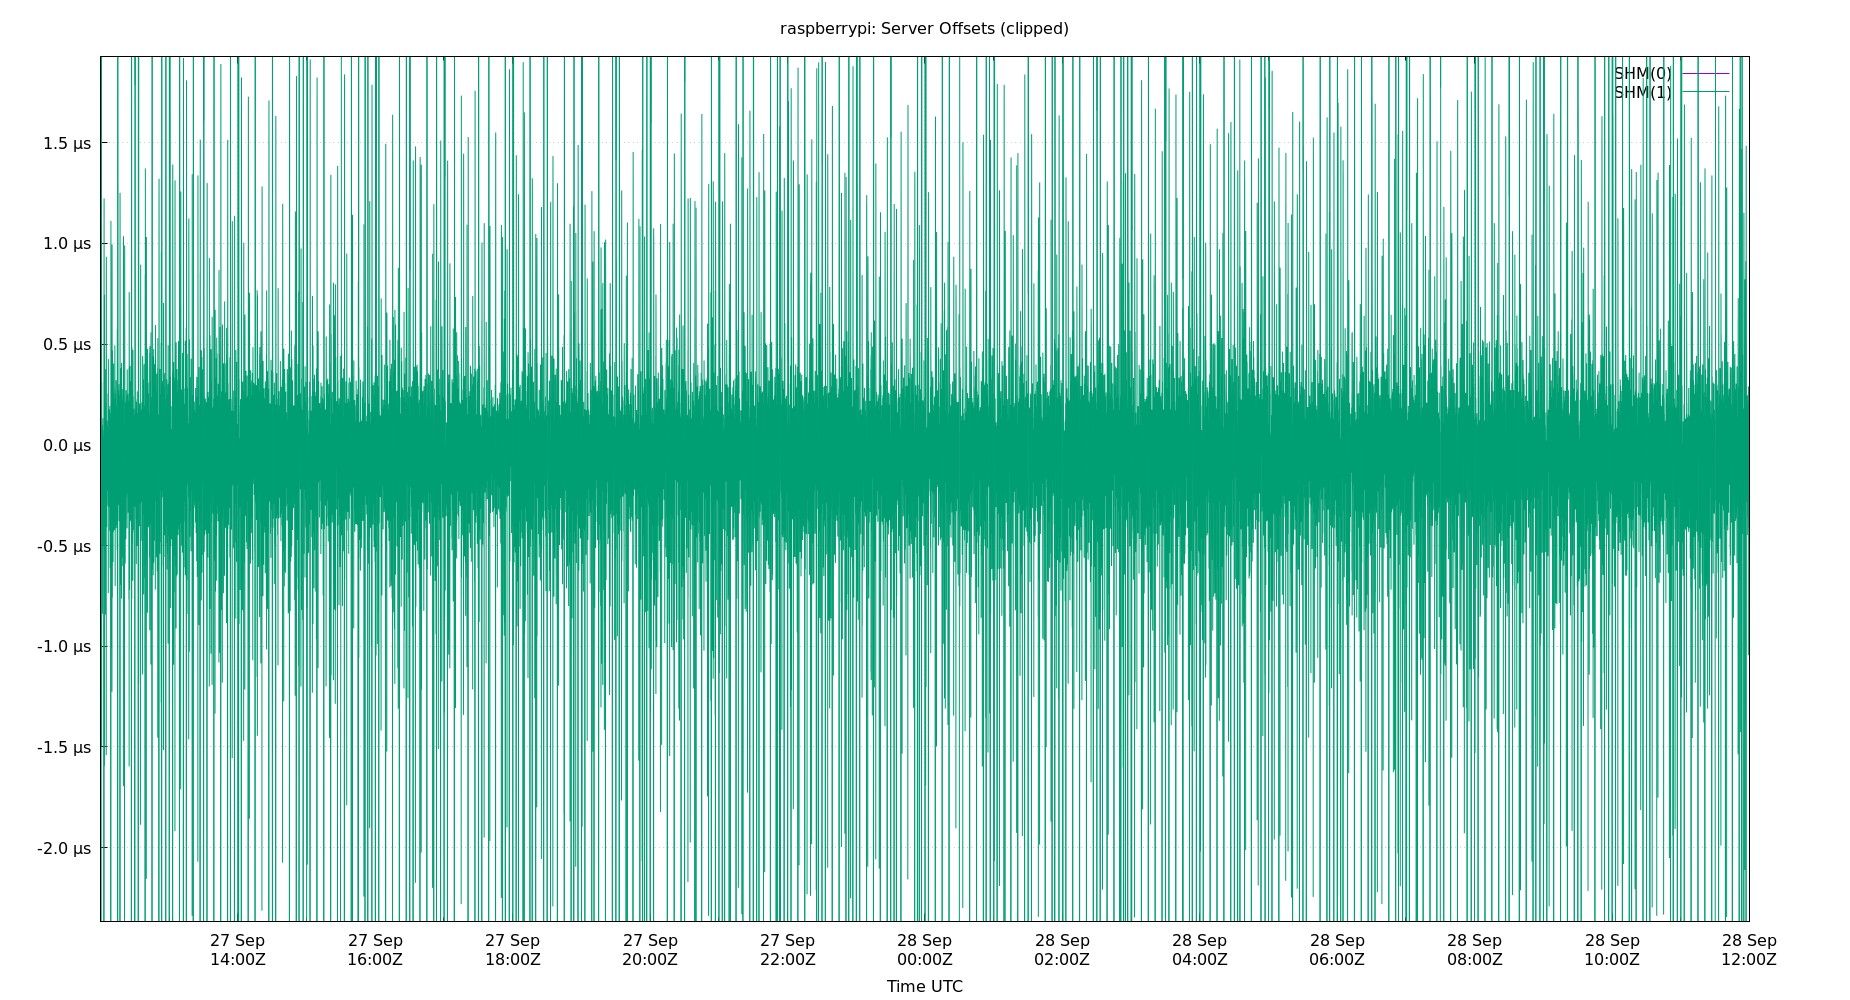 raspberrypi: Server Offsets (clipped)
SHM(0)
SHM(1)
1.5 µs
1.0 µs
0.5 µs
0.0 µs
-0.5 µs
-1.0 µs
-1.5 µs
-2.0 µs
27 Sep 27 Sep 27 Sep 27 Sep 27 Sep 28 Sep 28 Sep 28 Sep 28 Sep 28 Sep 28 Sep 28 Sep
14:00Z 16:00Z 18:00Z 20:00Z 22:00Z 00:00Z 02:00Z 04:00Z 06:00Z 08:00Z 10:00Z 12:00Z
Time UTC